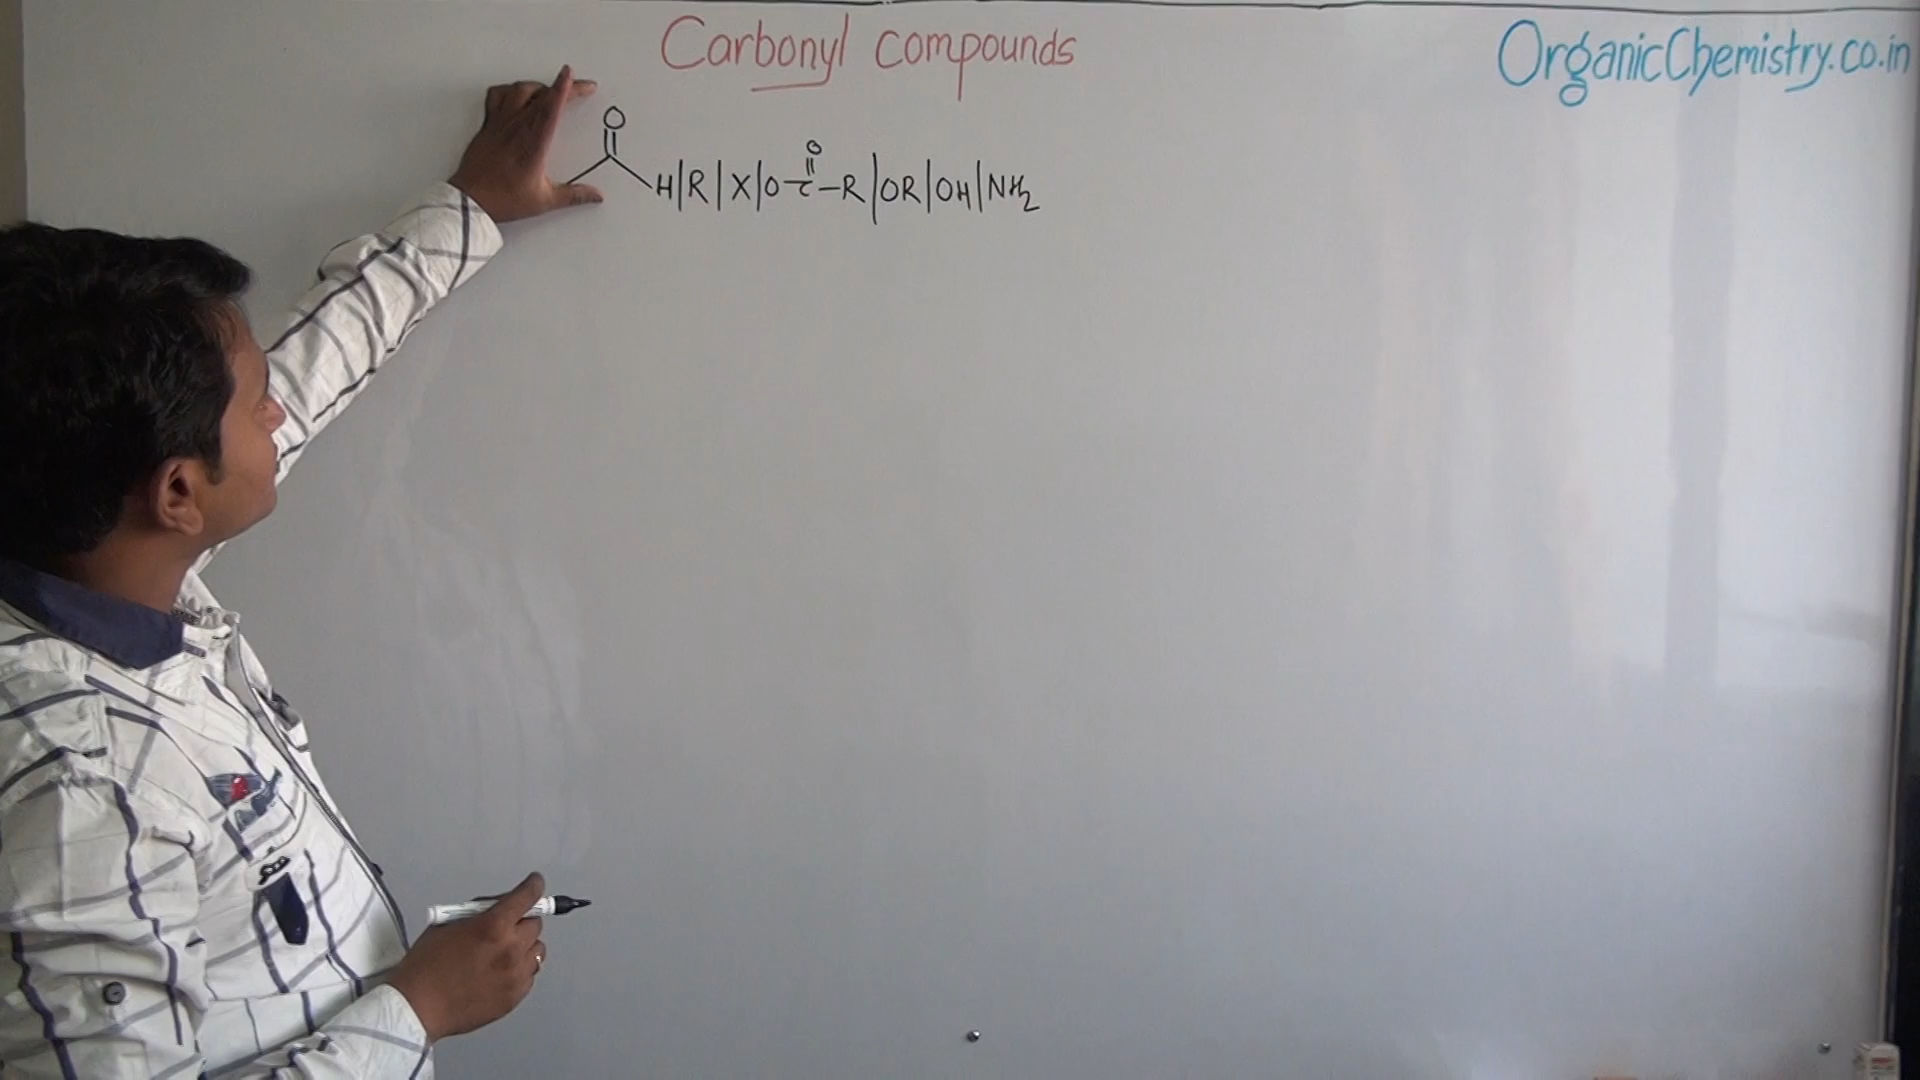 Carbonyl compounds
OrganicChemistry.co.in
O
O
H|R|X|O-C-R|OR|OH|NH₂